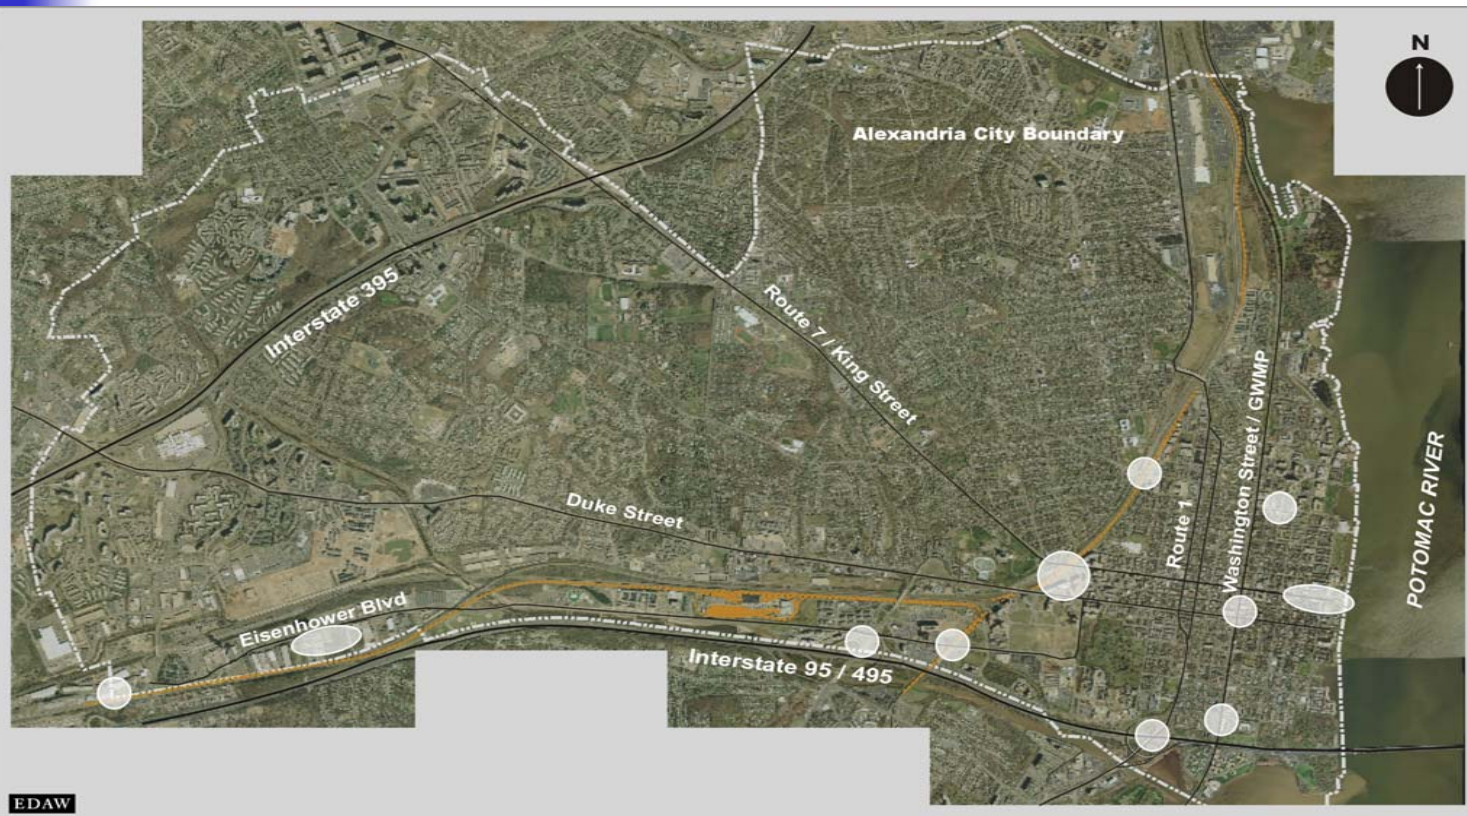 N
Alexandria City Boundary
Interstate 395
Route 7 / King Street
Washington Street / GWMP
POTOMAC RIVER
Duke Street
Route 1
Eisenhower Blvd
Interstate 95 / 495
EDAW